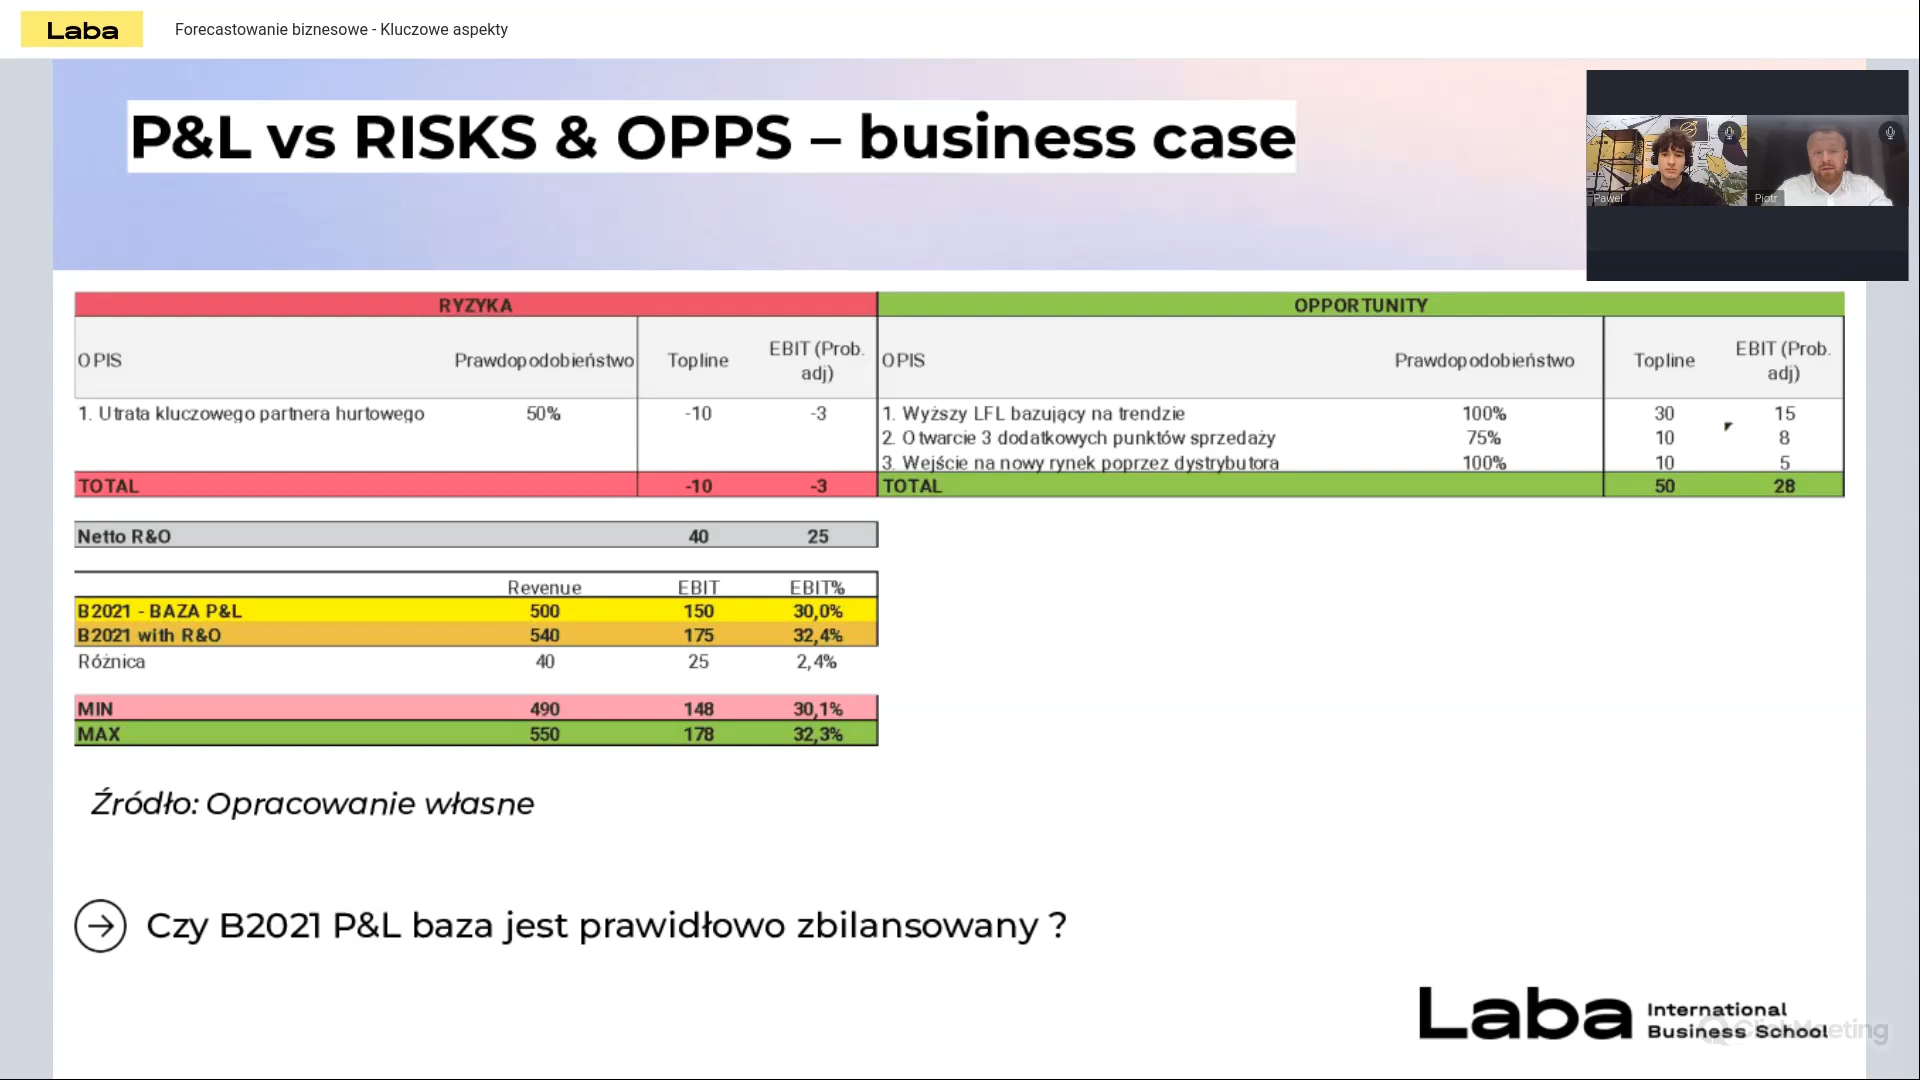 Laba
Forecastowanie biznesowe - Kluczowe aspekty
P&L vs RISKS & OPPS – business case
Paweł
Piotr
RYZYKA OPPORTUNITY
OPIS Prawdopodobieństwo Topline EBIT (Prob. adj) OPIS Prawdopodobieństwo Topline EBIT (Prob. adj)
1. Utrata kluczowego partnera hurtowego 50% -10 -3 1. Wyższy LFL bazujący na trendzie 100% 30 15
2. Otwarcie 3 dodatkowych punktów sprzedaży 75% 10 8
3. Wejście na nowy rynek poprzez dystrybutora 100% 10 5
TOTAL -10 -3 TOTAL 50 28
Netto R&O 40 25
Revenue EBIT EBIT%
B2021 - BAZA P&L 500 150 30,0%
B2021 with R&O 540 175 32,4%
Różnica 40 25 2,4%
MIN 490 148 30,1%
MAX 550 178 32,3%
Źródło: Opracowanie własne
Czy B2021 P&L baza jest prawidłowo zbilansowany ?
Laba International
Business School
ClickMeeting